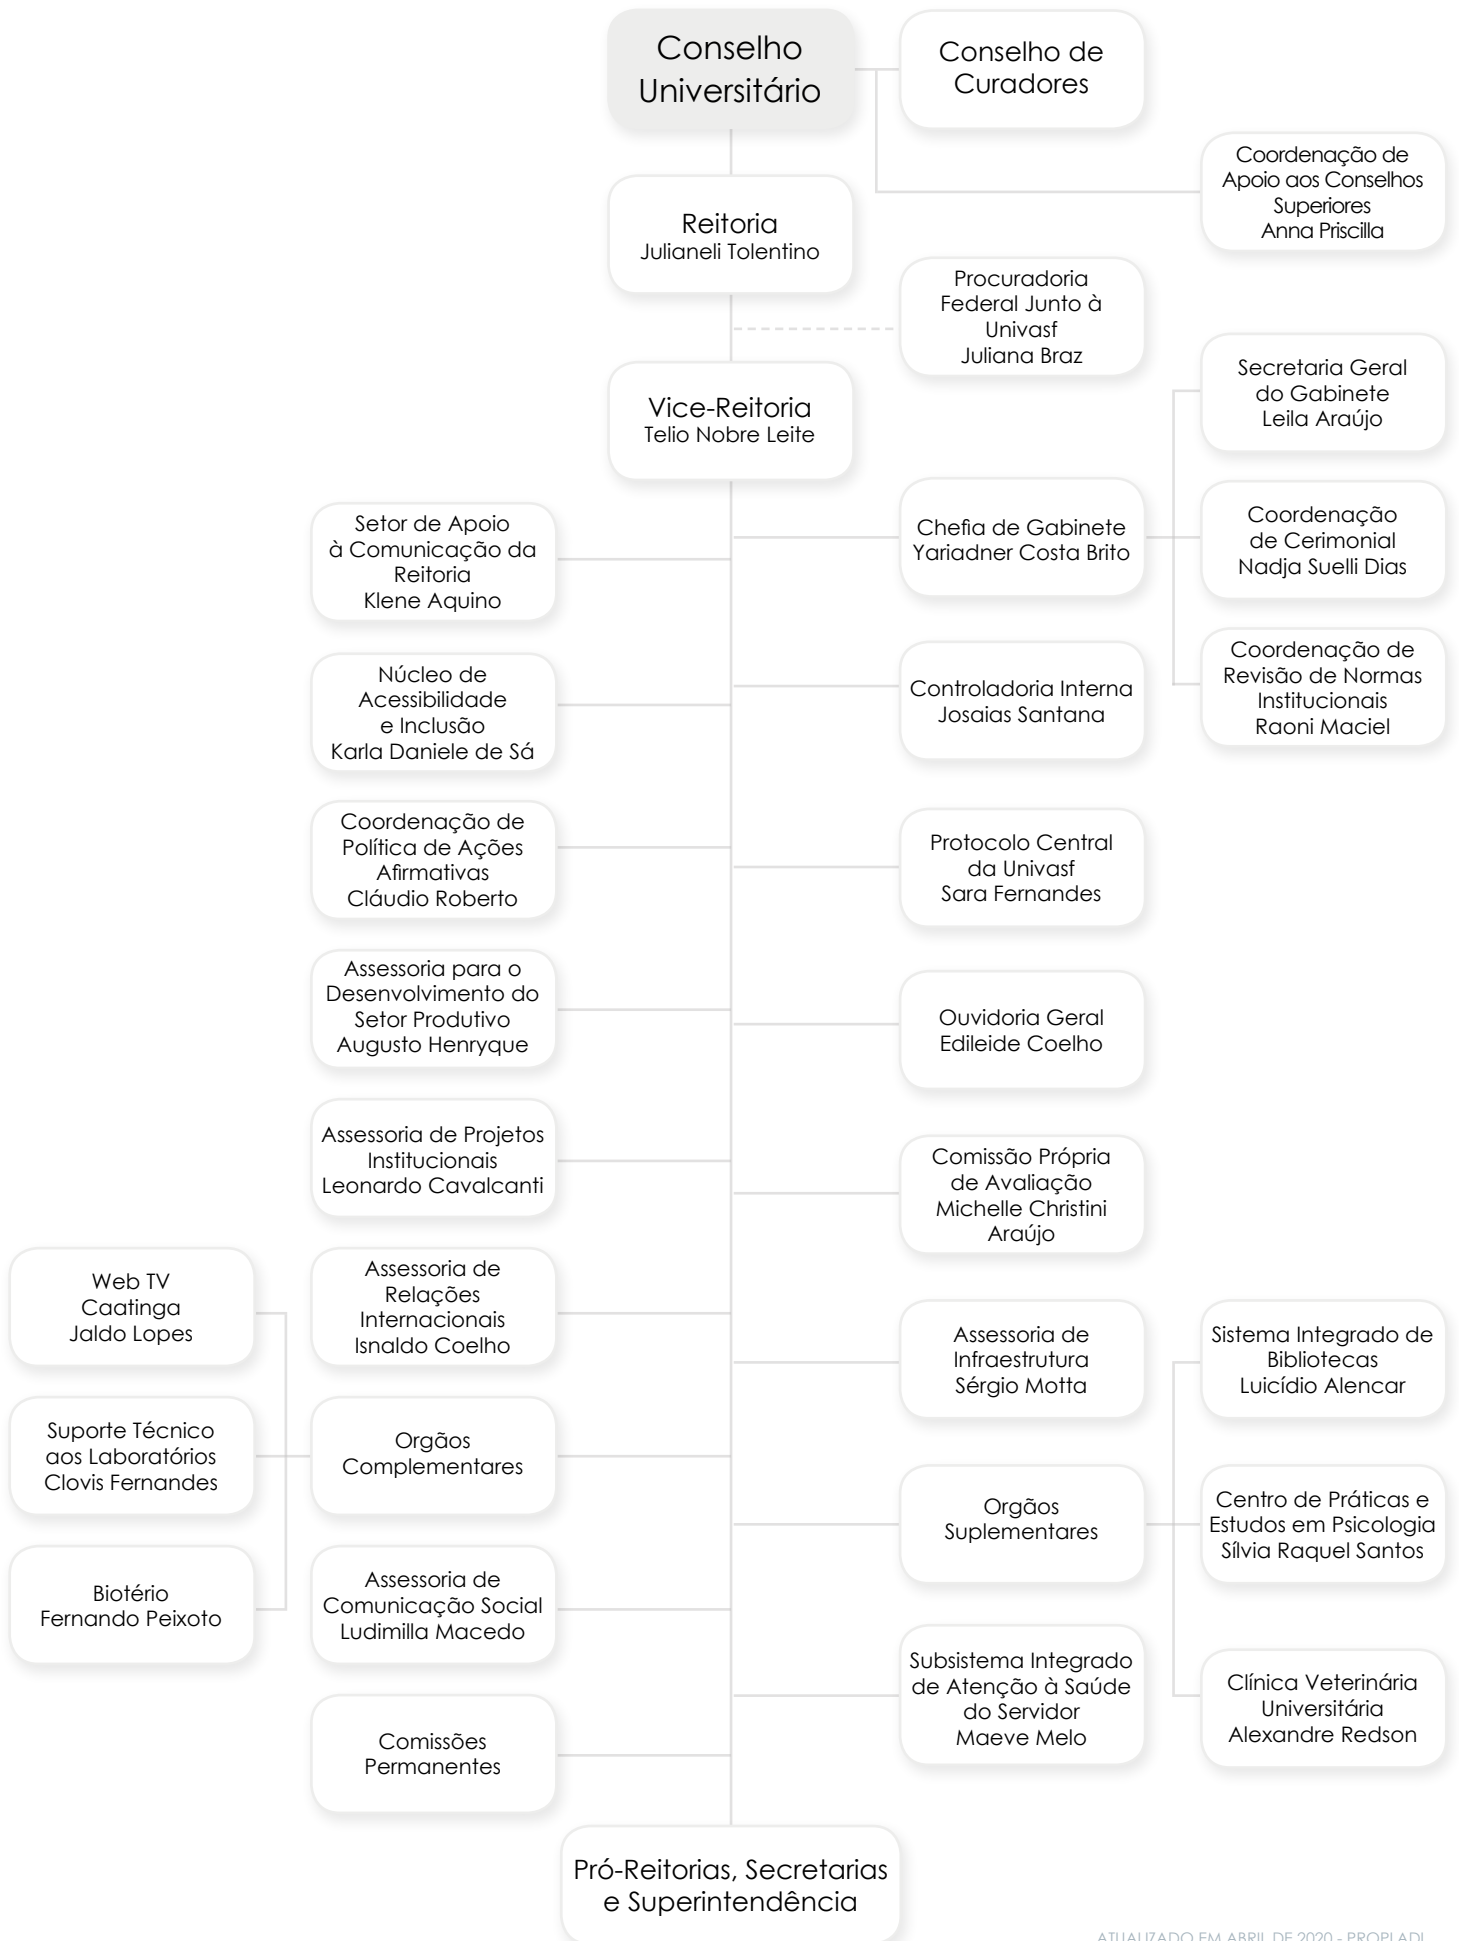 Conselho
Universitário
Conselho de
Curadores
Coordenação de
Apoio aos Conselhos
Superiores
Anna Priscilla
Reitoria
Julianeli Tolentino
Procuradoria
Federal Junto à
Univasf
Juliana Braz
Vice-Reitoria
Telio Nobre Leite
Secretaria Geral
do Gabinete
Leila Araújo
Setor de Apoio
à Comunicação da
Reitoria
Klene Aquino
Chefia de Gabinete
Yariadner Costa Brito
Coordenação
de Cerimonial
Nadja Suelli Dias
Núcleo de
Acessibilidade
e Inclusão
Karla Daniele de Sá
Controladoria Interna
Josaias Santana
Coordenação de
Revisão de Normas
Institucionais
Raoni Maciel
Coordenação de
Política de Ações
Afirmativas
Cláudio Roberto
Protocolo Central
da Univasf
Sara Fernandes
Assessoria para o
Desenvolvimento do
Setor Produtivo
Augusto Henryque
Ouvidoria Geral
Edileide Coelho
Assessoria de Projetos
Institucionais
Leonardo Cavalcanti
Comissão Própria
de Avaliação
Michelle Christini
Araújo
Web TV
Caatinga
Jaldo Lopes
Assessoria de
Relações
Internacionais
Isnaldo Coelho
Assessoria de
Infraestrutura
Sérgio Motta
Sistema Integrado de
Bibliotecas
Luicídio Alencar
Suporte Técnico
aos Laboratórios
Clovis Fernandes
Orgãos
Complementares
Orgãos
Suplementares
Centro de Práticas e
Estudos em Psicologia
Sílvia Raquel Santos
Biotério
Fernando Peixoto
Assessoria de
Comunicação Social
Ludimilla Macedo
Subsistema Integrado
de Atenção à Saúde
do Servidor
Maeve Melo
Clínica Veterinária
Universitária
Alexandre Redson
Comissões
Permanentes
Pró-Reitorias, Secretarias
e Superintendência
ATUALIZADO EM ABRIL DE 2020 - PROPLADI